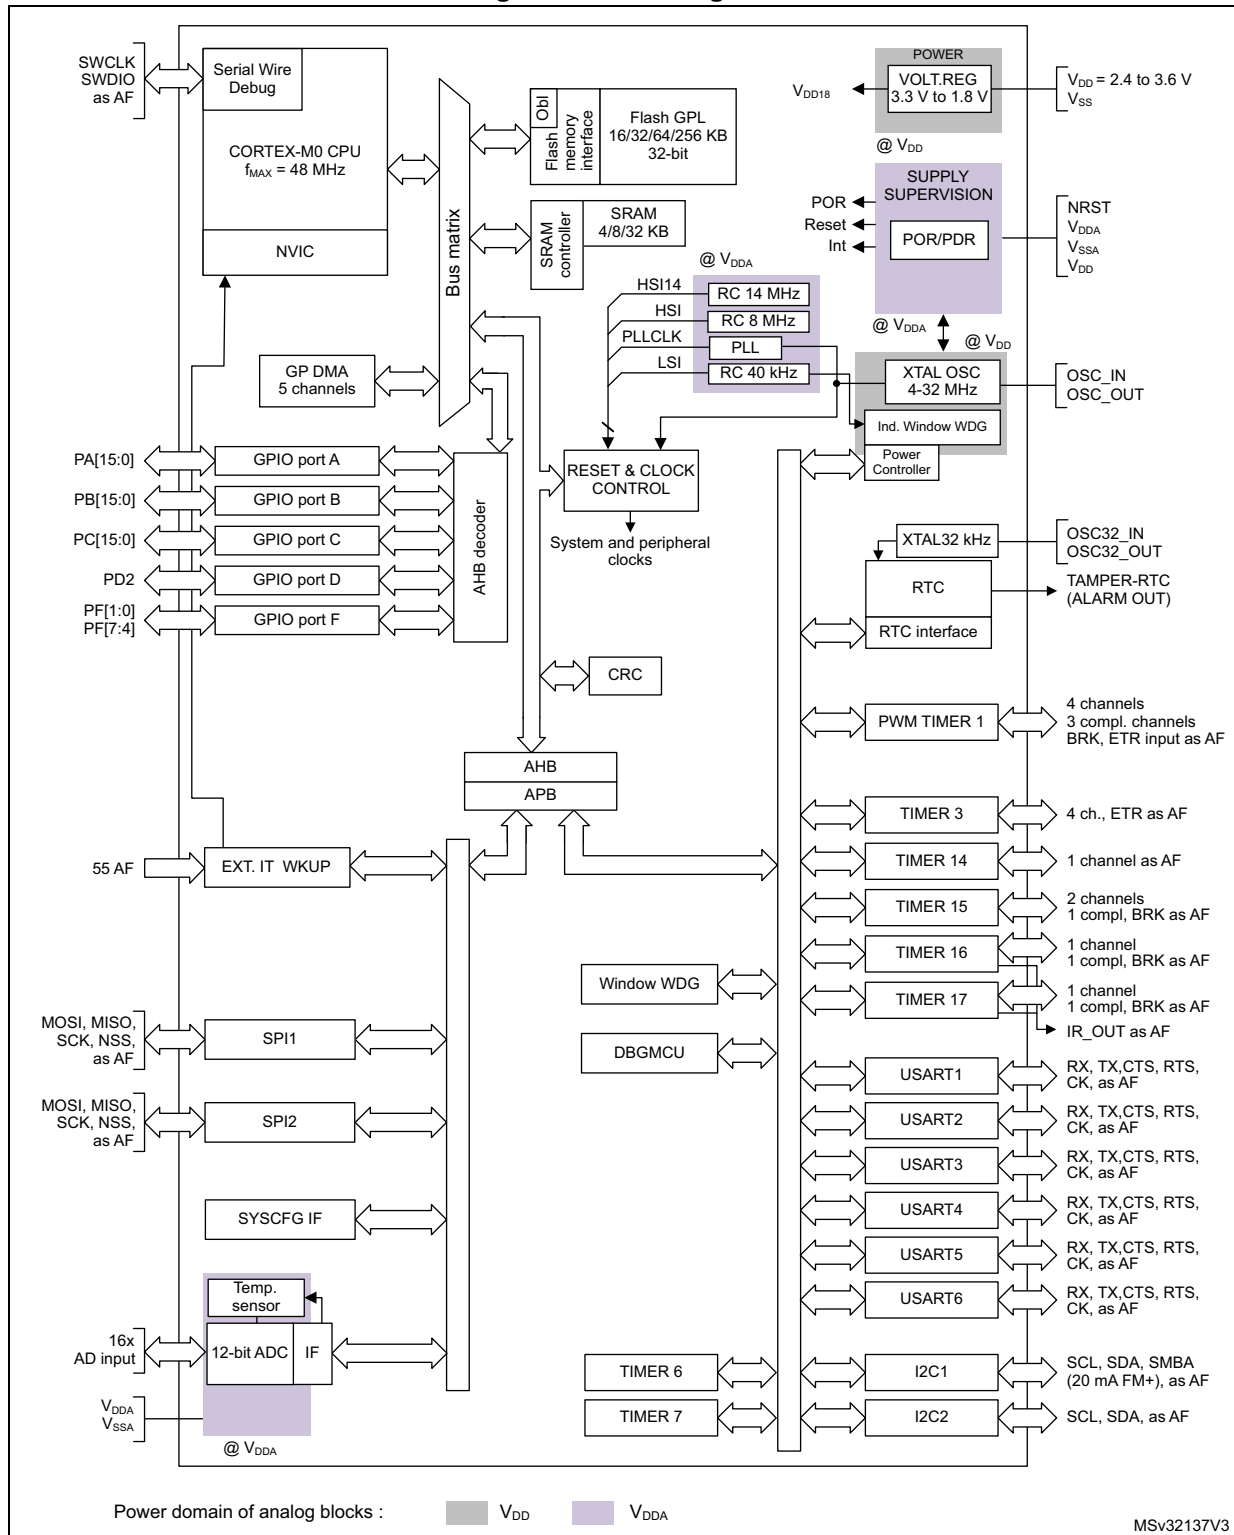 SWCLK
SWDIO
as AF
Serial Wire
Debug
CORTEX-M0 CPU
fMAX = 48 MHz
NVIC
Bus matrix
Obl
Flash
memory
interface
Flash GPL
16/32/64/256 KB
32-bit
SRAM
controller
SRAM
4/8/32 KB
POWER
VOLT.REG
3.3 V to 1.8 V
VDD18
VDD = 2.4 to 3.6 V
VSS
@ VDD
SUPPLY
SUPERVISION
POR/PDR
POR
Reset
Int
NRST
VDDA
VSSA
VDD
@ VDDA
@ VDDA
HSI14
RC 14 MHz
HSI
RC 8 MHz
PLLCLK
PLL
LSI
RC 40 kHz
@ VDD
XTAL OSC
4-32 MHz
OSC_IN
OSC_OUT
Ind. Window WDG
Power
Controller
GP DMA
5 channels
PA[15:0]
GPIO port A
PB[15:0]
GPIO port B
PC[15:0]
GPIO port C
PD2
GPIO port D
PF[1:0]
PF[7:4]
GPIO port F
AHB decoder
RESET & CLOCK
CONTROL
System and peripheral
clocks
XTAL32 kHz
OSC32_IN
OSC32_OUT
RTC
TAMPER-RTC
(ALARM OUT)
RTC interface
CRC
AHB
APB
PWM TIMER 1
4 channels
3 compl. channels
BRK, ETR input as AF
TIMER 3
4 ch., ETR as AF
TIMER 14
1 channel as AF
TIMER 15
2 channels
1 compl, BRK as AF
TIMER 16
1 channel
1 compl, BRK as AF
TIMER 17
1 channel
1 compl, BRK as AF
IR_OUT as AF
55 AF
EXT. IT WKUP
Window WDG
DBGMCU
MOSI, MISO,
SCK, NSS,
as AF
SPI1
MOSI, MISO,
SCK, NSS,
as AF
SPI2
SYSCFG IF
USART1
RX, TX,CTS, RTS,
CK, as AF
USART2
RX, TX,CTS, RTS,
CK, as AF
USART3
RX, TX,CTS, RTS,
CK, as AF
USART4
RX, TX,CTS, RTS,
CK, as AF
USART5
RX, TX,CTS, RTS,
CK, as AF
USART6
RX, TX,CTS, RTS,
CK, as AF
Temp.
sensor
16x
AD input
12-bit ADC
IF
VDDA
VSSA
@ VDDA
TIMER 6
TIMER 7
I2C1
SCL, SDA, SMBA
(20 mA FM+), as AF
I2C2
SCL, SDA, as AF
Power domain of analog blocks :
VDD
VDDA
MSv32137V3